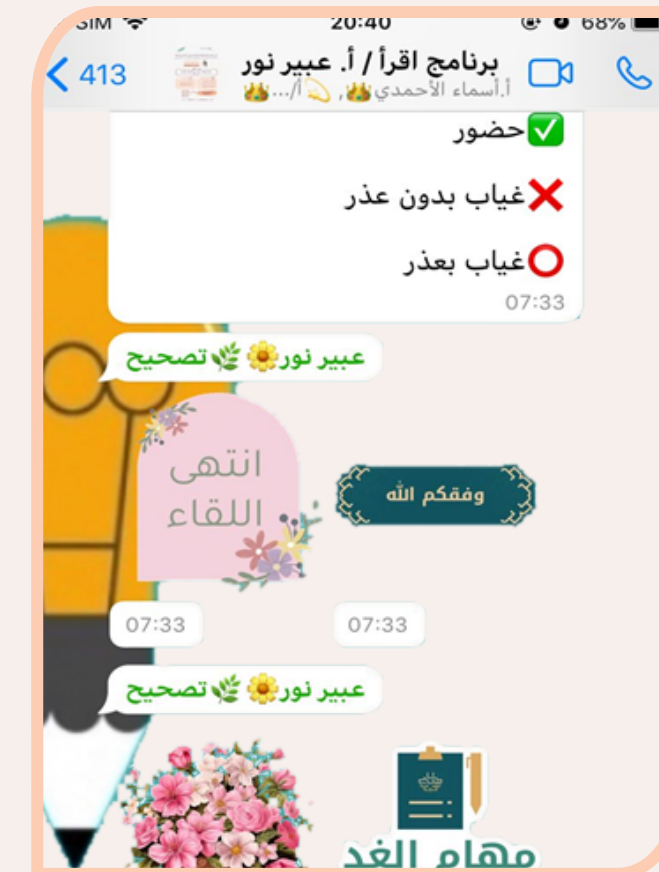 SIM 20:40 68%
413
برنامج اقرأ / أ. عبير نور
أ.أسماء الأحمدي👑, 💫 أ/...👑
✅حضور
❌غياب بدون عذر
⭕غياب بعذر
07:33
عبير نور🌼🌿تصحيح
انتهى
اللقاء
وفقكم الله
07:33
07:33
عبير نور🌼🌿تصحيح
مهام الغد